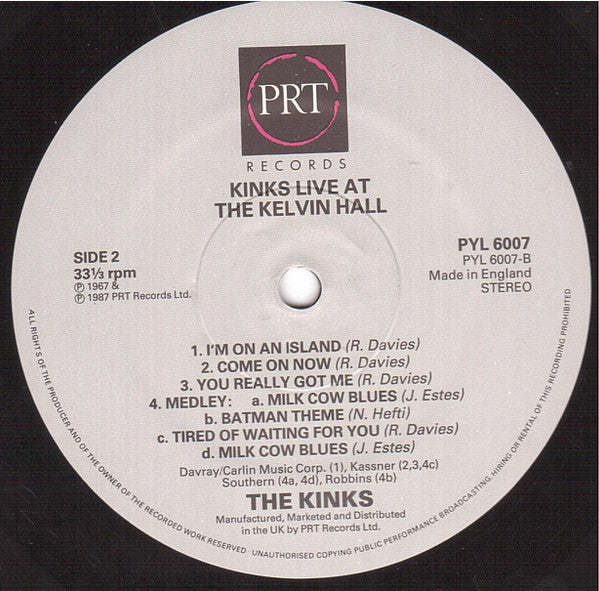 PRT
RECORDS
KINKS LIVE AT
THE KELVIN HALL
SIDE 2
33⅓ rpm
℗ 1967 &
℗ 1987 PRT Records Ltd.
PYL 6007
PYL 6007-B
Made in England
STEREO
1. I'M ON AN ISLAND (R. Davies)
2. COME ON NOW (R. Davies)
3. YOU REALLY GOT ME (R. Davies)
4. MEDLEY: a. MILK COW BLUES (J. Estes)
b. BATMAN THEME (N. Hefti)
c. TIRED OF WAITING FOR YOU (R. Davies)
d. MILK COW BLUES (J. Estes)
Davray/Carlin Music Corp. (1), Kassner (2,3,4c)
Southern (4a, 4d), Robbins (4b)
THE KINKS
Manufactured, Marketed and Distributed
in the UK by PRT Records Ltd.
ALL RIGHTS OF THE PRODUCER AND OF THE OWNER OF THE RECORDED WORK RESERVED · UNAUTHORISED COPYING PUBLIC PERFORMANCE BROADCASTING, HIRING OR RENTAL OF THIS RECORDING PROHIBITED